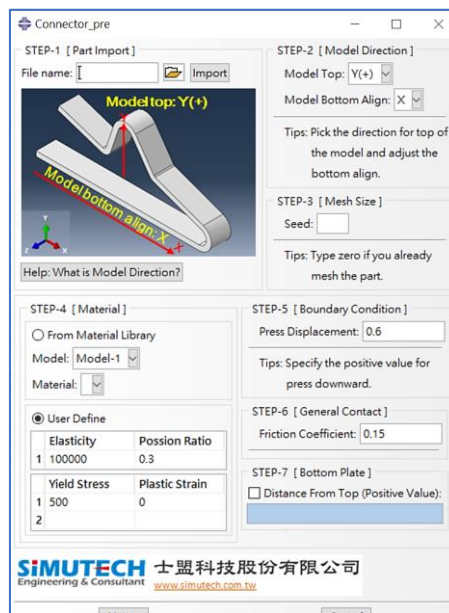 Connector_pre
STEP-1 [ Part Import ]
File name:
Import
Model top: Y(+)
Y
Model bottom align: X
X
Y
Z
X
Help: What is Model Direction?
STEP-2 [ Model Direction ]
Model Top: Y(+)
Model Bottom Align: X
Tips: Pick the direction for top of
the model and adjust the
bottom align.
STEP-3 [ Mesh Size ]
Seed:
Tips: Type zero if you already
mesh the part.
STEP-4 [ Material ]
From Material Library
Model: Model-1
Material:
User Define
Elasticity Possion Ratio
1 100000 0.3
Yield Stress Plastic Strain
1 500 0
2
STEP-5 [ Boundary Condition ]
Press Displacement: 0.6
Tips: Specify the positive value for
press downward.
STEP-6 [ General Contact ]
Friction Coefficient: 0.15
STEP-7 [ Bottom Plate ]
Distance From Top (Positive Value):
SiMUTECH 士盟科技股份有限公司
Engineering & Consultant www.simutech.com.tw